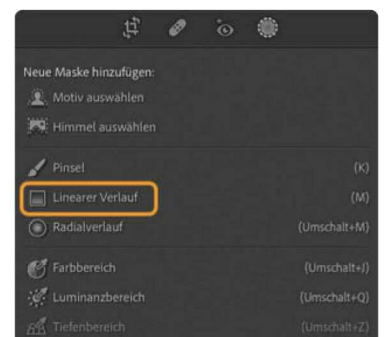 Neue Maske hinzufügen:
Motiv auswählen
Himmel auswählen
Pinsel (K)
Linearer Verlauf (M)
Radialverlauf (Umschalt+M)
Farbbereich (Umschalt+J)
Luminanzbereich (Umschalt+Q)
Tiefenbereich (Umschalt+Z)